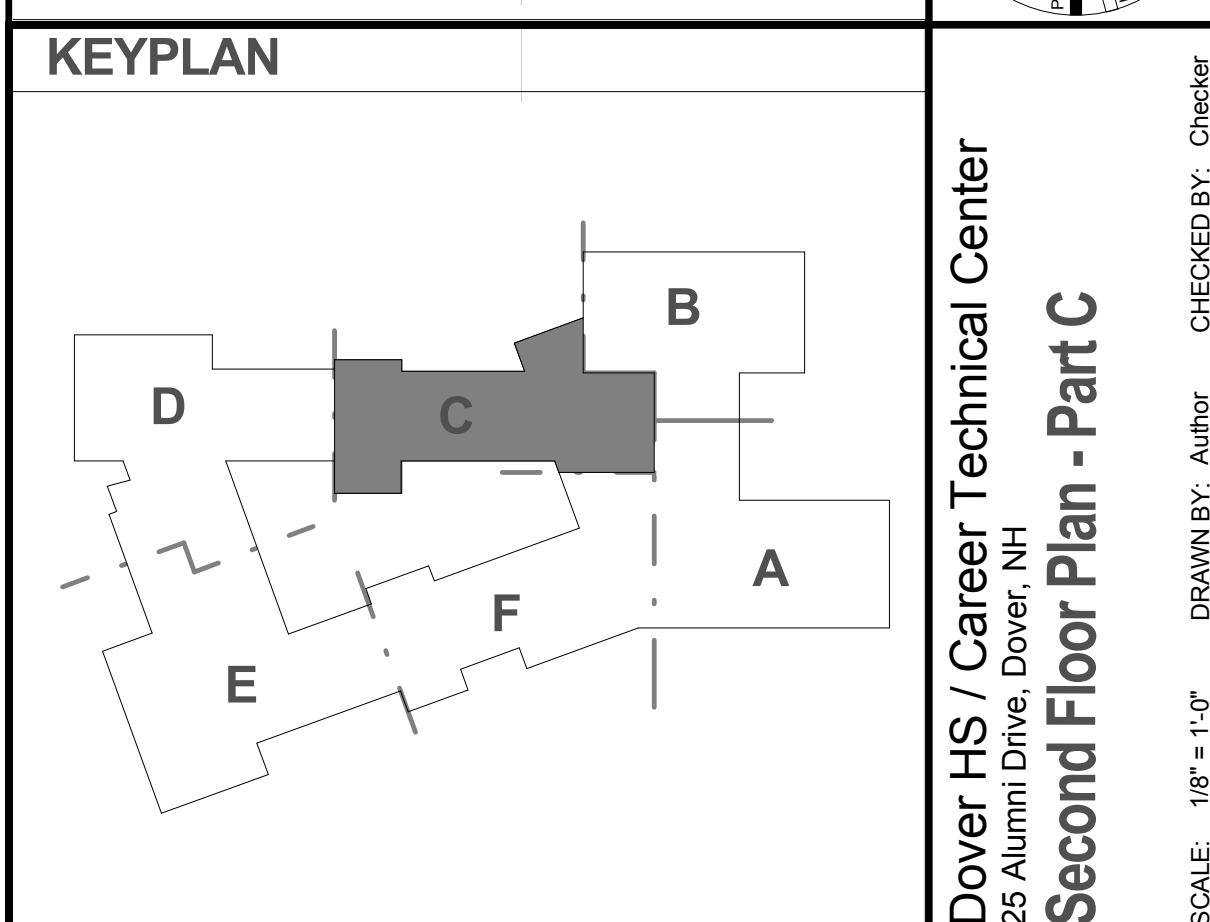 KEYPLAN
B
D
C
A
F
E
Dover HS / Career Technical Center
25 Alumni Drive, Dover, NH
Second Floor Plan - Part C
SCALE: 1/8" = 1'-0" DRAWN BY: Author CHECKED BY: Checker